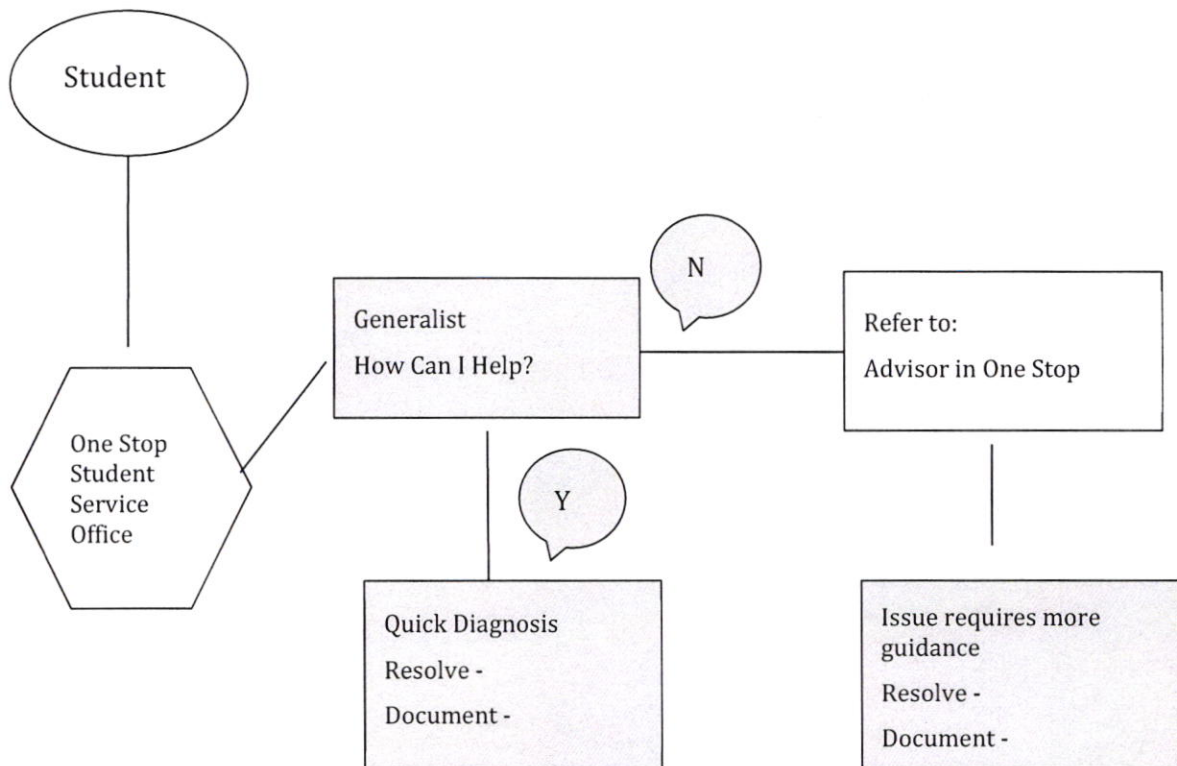 Student
One Stop
Student
Service
Office
Generalist
How Can I Help?
N
Refer to:
Advisor in One Stop
Y
Quick Diagnosis
Resolve -
Document -
Issue requires more
guidance
Resolve -
Document -